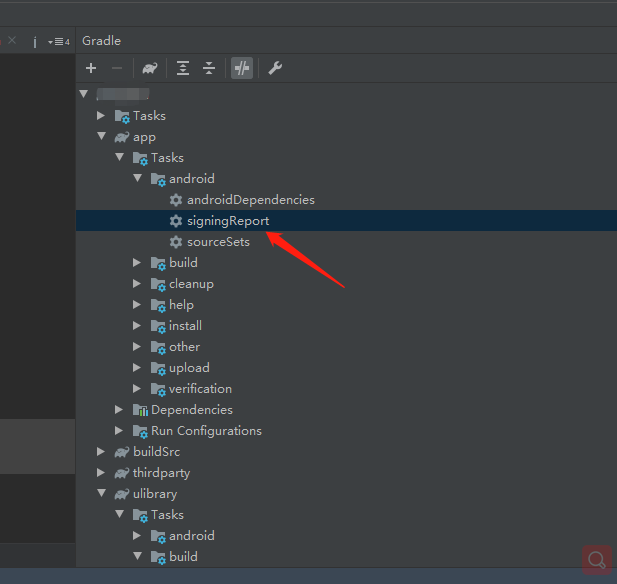 Gradle
Tasks
app
Tasks
android
androidDependencies
signingReport
sourceSets
build
cleanup
help
install
other
upload
verification
Dependencies
Run Configurations
buildSrc
thirdparty
ulibrary
Tasks
android
build